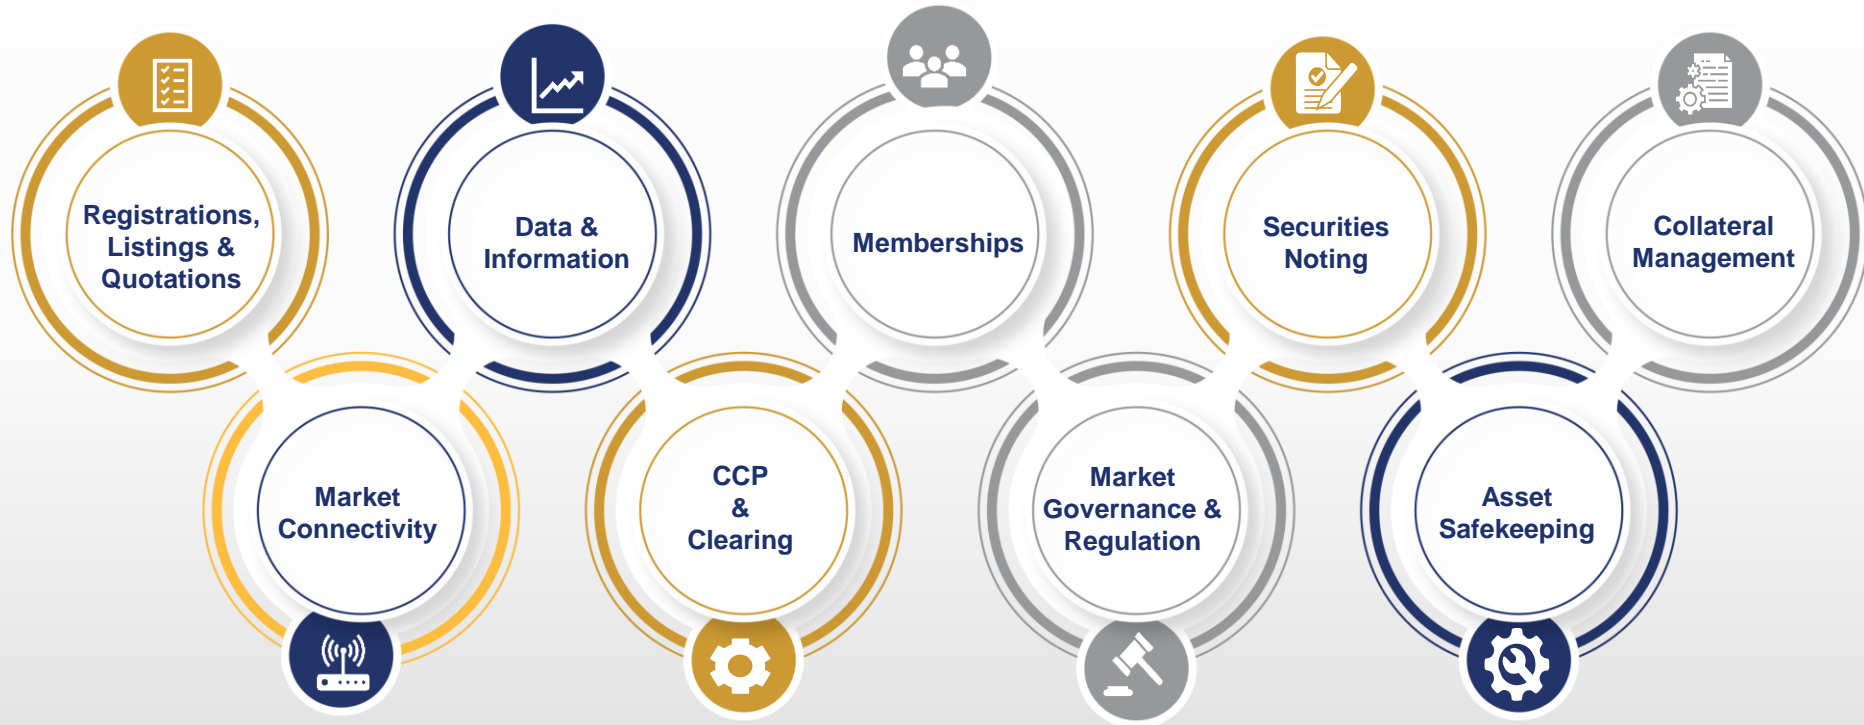 Registrations,
Listings &
Quotations
Data &
Information
Memberships
Securities
Noting
Collateral
Management
Market
Connectivity
CCP
&
Clearing
Market
Governance &
Regulation
Asset
Safekeeping